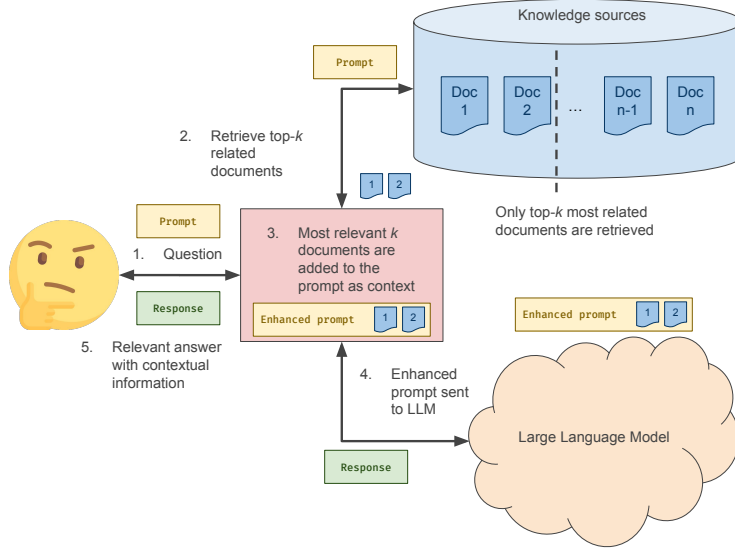 Knowledge sources
Prompt
Doc
1
Doc
2
...
Doc
n-1
Doc
n
2. Retrieve top-k
related
documents
1 2
Only top-k most related
documents are retrieved
Prompt
1. Question
Response
5. Relevant answer
with contextual
information
3. Most relevant k
documents are
added to the
prompt as context
Enhanced prompt 1 2
4. Enhanced
prompt sent
to LLM
Response
Enhanced prompt 1 2
Large Language Model